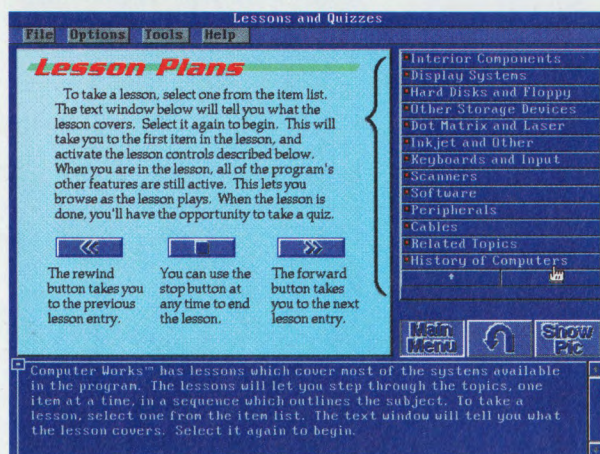 Lessons and Quizzes
File Options Tools Help
Lesson Plans
To take a lesson, select one from the item list.
The text window below will tell you what the
lesson covers. Select it again to begin. This will
take you to the first item in the lesson, and
activate the lesson controls described below.
When you are in the lesson, all of the program's
other features are still active. This lets you
browse as the lesson plays. When the lesson is
done, you'll have the opportunity to take a quiz.
The rewind
button takes you
to the previous
lesson entry.
You can use the
stop button at
any time to end
the lesson.
The forward
button takes
you to the next
lesson entry.
Interior Components
Display Systems
Hard Disks and Floppy
Other Storage Devices
Dot Matrix and Laser
Inkjet and Other
Keyboards and Input
Scanners
Software
Peripherals
Cables
Related Topics
History of Computers
Main
Menu
Show
Pic
Computer Works™ has lessons which cover most of the systems available
in the program. The lessons will let you step through the topics, one
item at a time, in a sequence which outlines the subject. To take a
lesson, select one from the item list. The text window will tell you what
the lesson covers. Select it again to begin.